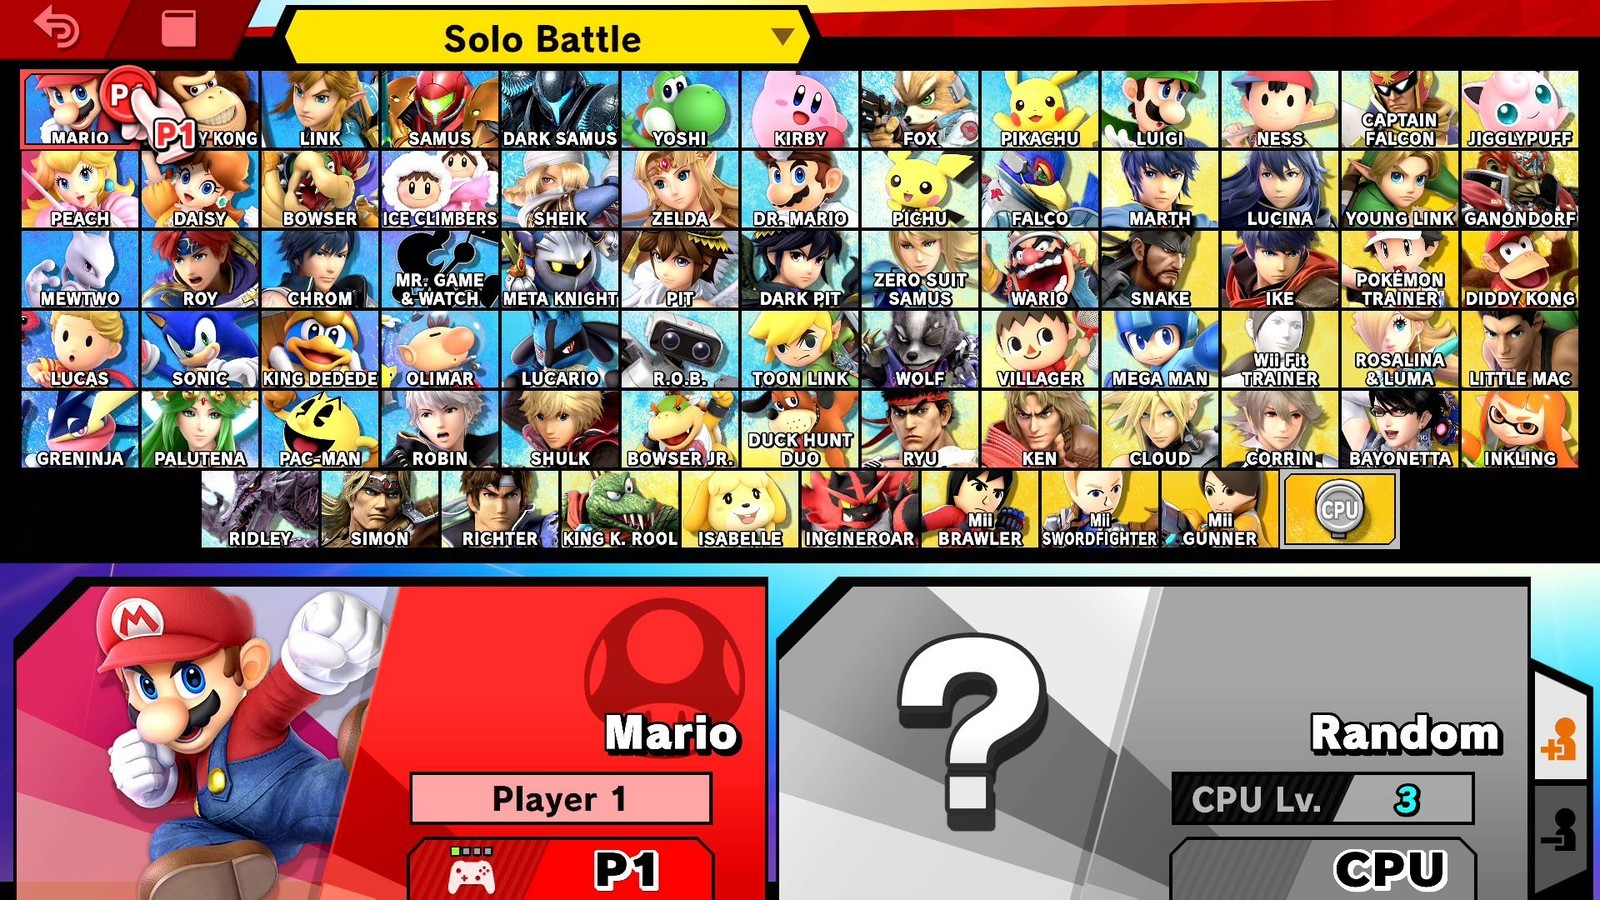 Solo Battle
MARIO
P1
Y KONG
LINK
SAMUS
DARK SAMUS
YOSHI
KIRBY
FOX
PIKACHU
LUIGI
NESS
CAPTAIN
FALCON
JIGGLYPUFF
PEACH
DAISY
BOWSER
ICE CLIMBERS
SHEIK
ZELDA
DR. MARIO
PICHU
FALCO
MARTH
LUCINA
YOUNG LINK
GANONDORF
MEWTWO
ROY
CHROM
MR. GAME
& WATCH
META KNIGHT
PIT
DARK PIT
ZERO SUIT
SAMUS
WARIO
SNAKE
IKE
POKÉMON
TRAINER
DIDDY KONG
LUCAS
SONIC
KING DEDEDE
OLIMAR
LUCARIO
R.O.B.
TOON LINK
WOLF
VILLAGER
MEGA MAN
Wii Fit
TRAINER
ROSALINA
& LUMA
LITTLE MAC
GRENINJA
PALUTENA
PAC-MAN
ROBIN
SHULK
BOWSER JR.
DUCK HUNT
DUO
RYU
KEN
CLOUD
CORRIN
BAYONETTA
INKLING
RIDLEY
SIMON
RICHTER
KING K. ROOL
ISABELLE
INCINEROAR
Mii
BRAWLER
Mii
SWORDFIGHTER
Mii
GUNNER
CPU
M
Mario
Player 1
P1
Random
CPU Lv. 3
CPU